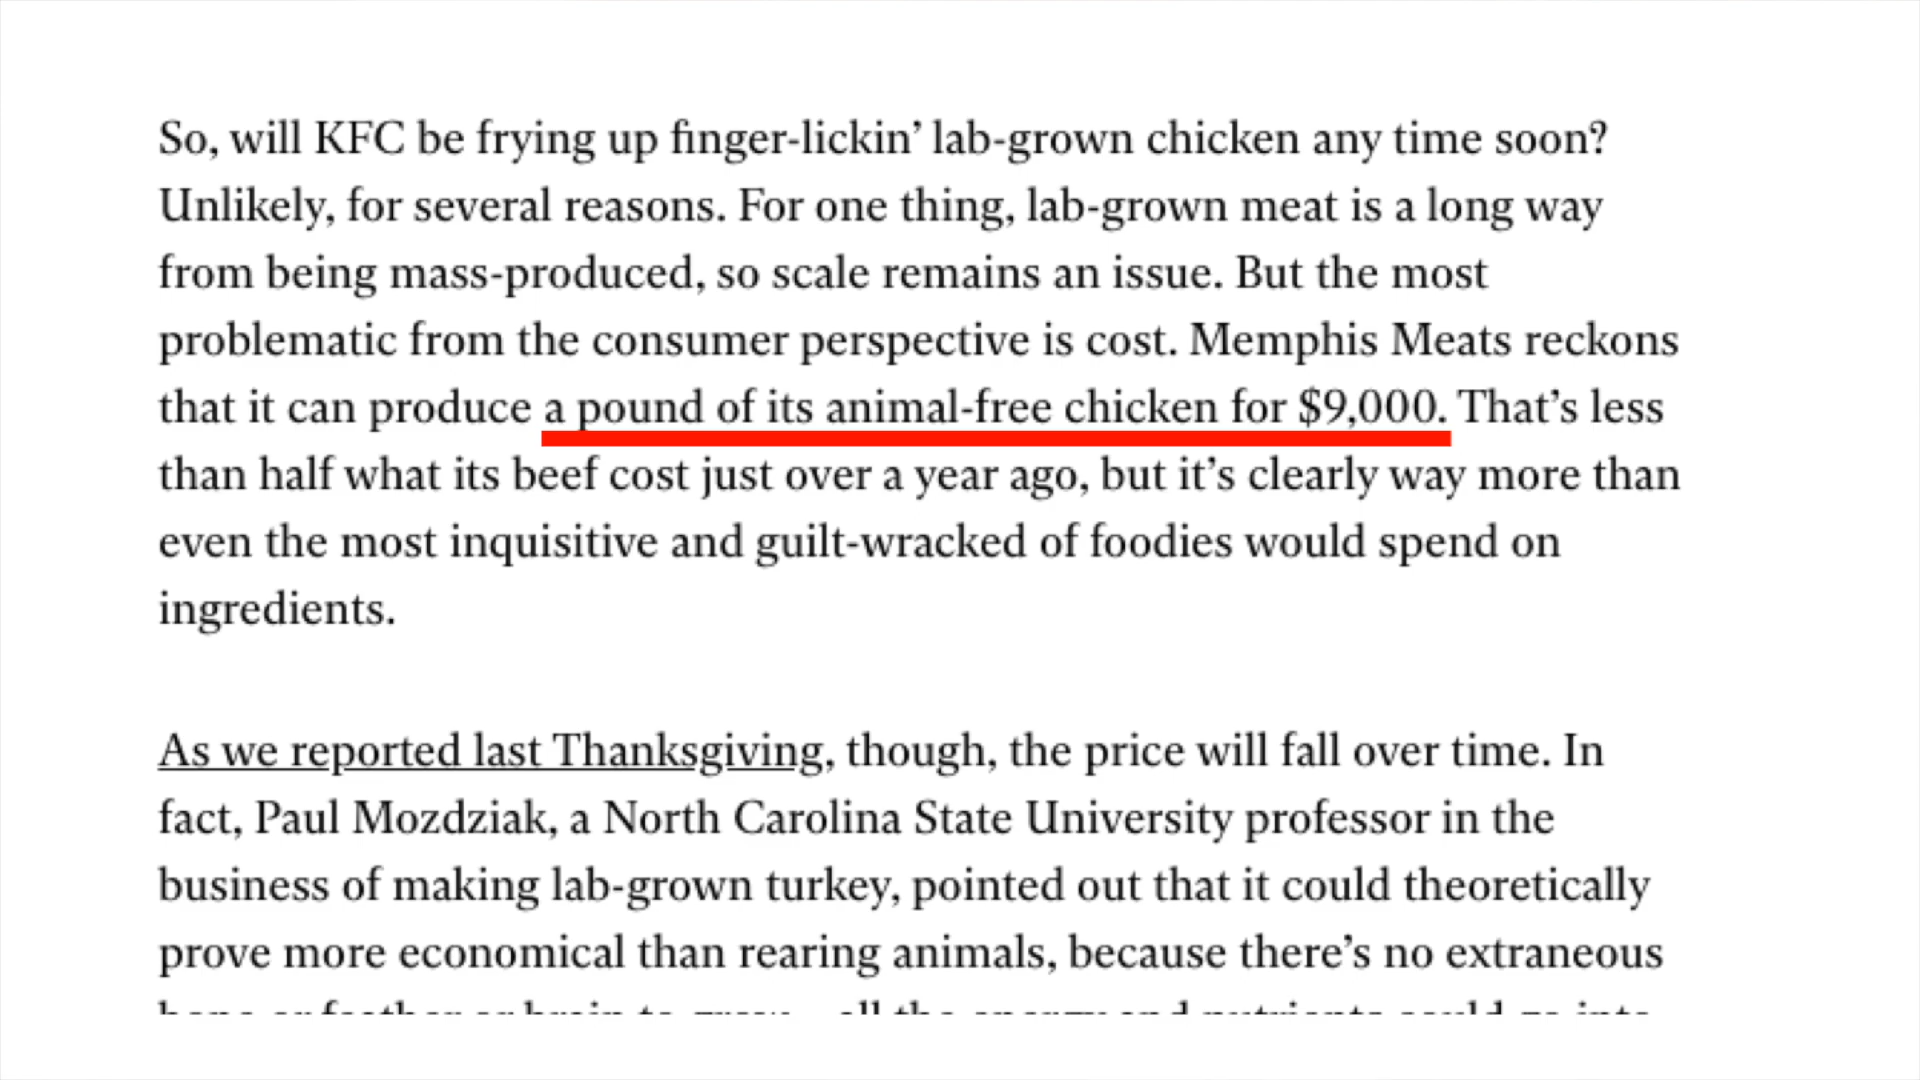 So, will KFC be frying up finger-lickin’ lab-grown chicken any time soon?
Unlikely, for several reasons. For one thing, lab-grown meat is a long way
from being mass-produced, so scale remains an issue. But the most
problematic from the consumer perspective is cost. Memphis Meats reckons
that it can produce a pound of its animal-free chicken for $9,000. That’s less
than half what its beef cost just over a year ago, but it’s clearly way more than
even the most inquisitive and guilt-wracked of foodies would spend on
ingredients.
As we reported last Thanksgiving, though, the price will fall over time. In
fact, Paul Mozdziak, a North Carolina State University professor in the
business of making lab-grown turkey, pointed out that it could theoretically
prove more economical than rearing animals, because there’s no extraneous